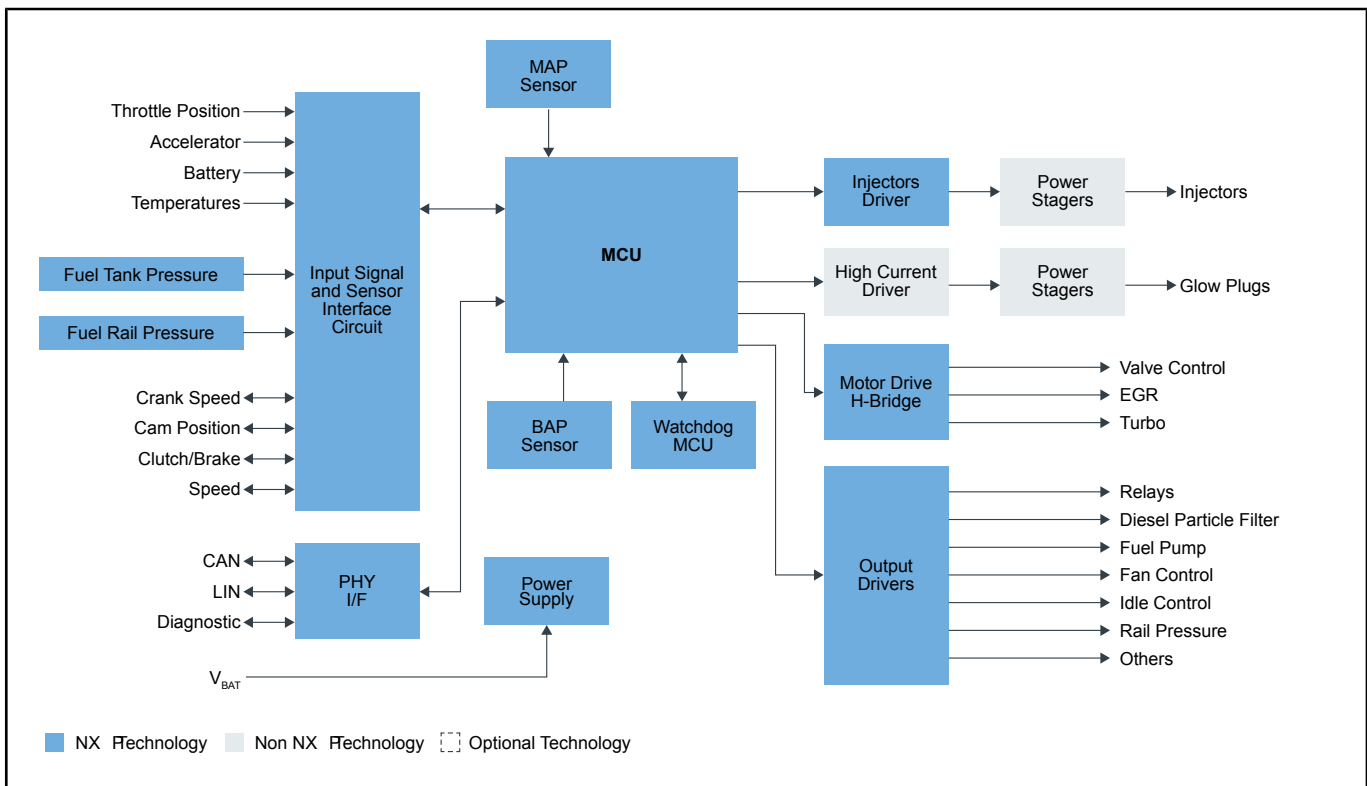 MAP
Sensor
Throttle Position
Accelerator
Battery
Temperatures
Fuel Tank Pressure
Fuel Rail Pressure
Input Signal
and Sensor
Interface
Circuit
Crank Speed
Cam Position
Clutch/Brake
Speed
CAN
LIN
Diagnostic
PHY
I/F
VBAT
MCU
BAP
Sensor
Watchdog
MCU
Power
Supply
Injectors
Driver
Power
Stagers
Injectors
High Current
Driver
Power
Stagers
Glow Plugs
Motor Drive
H-Bridge
Valve Control
EGR
Turbo
Output
Drivers
Relays
Diesel Particle Filter
Fuel Pump
Fan Control
Idle Control
Rail Pressure
Others
NXP Technology
Non NXP Technology
Optional Technology